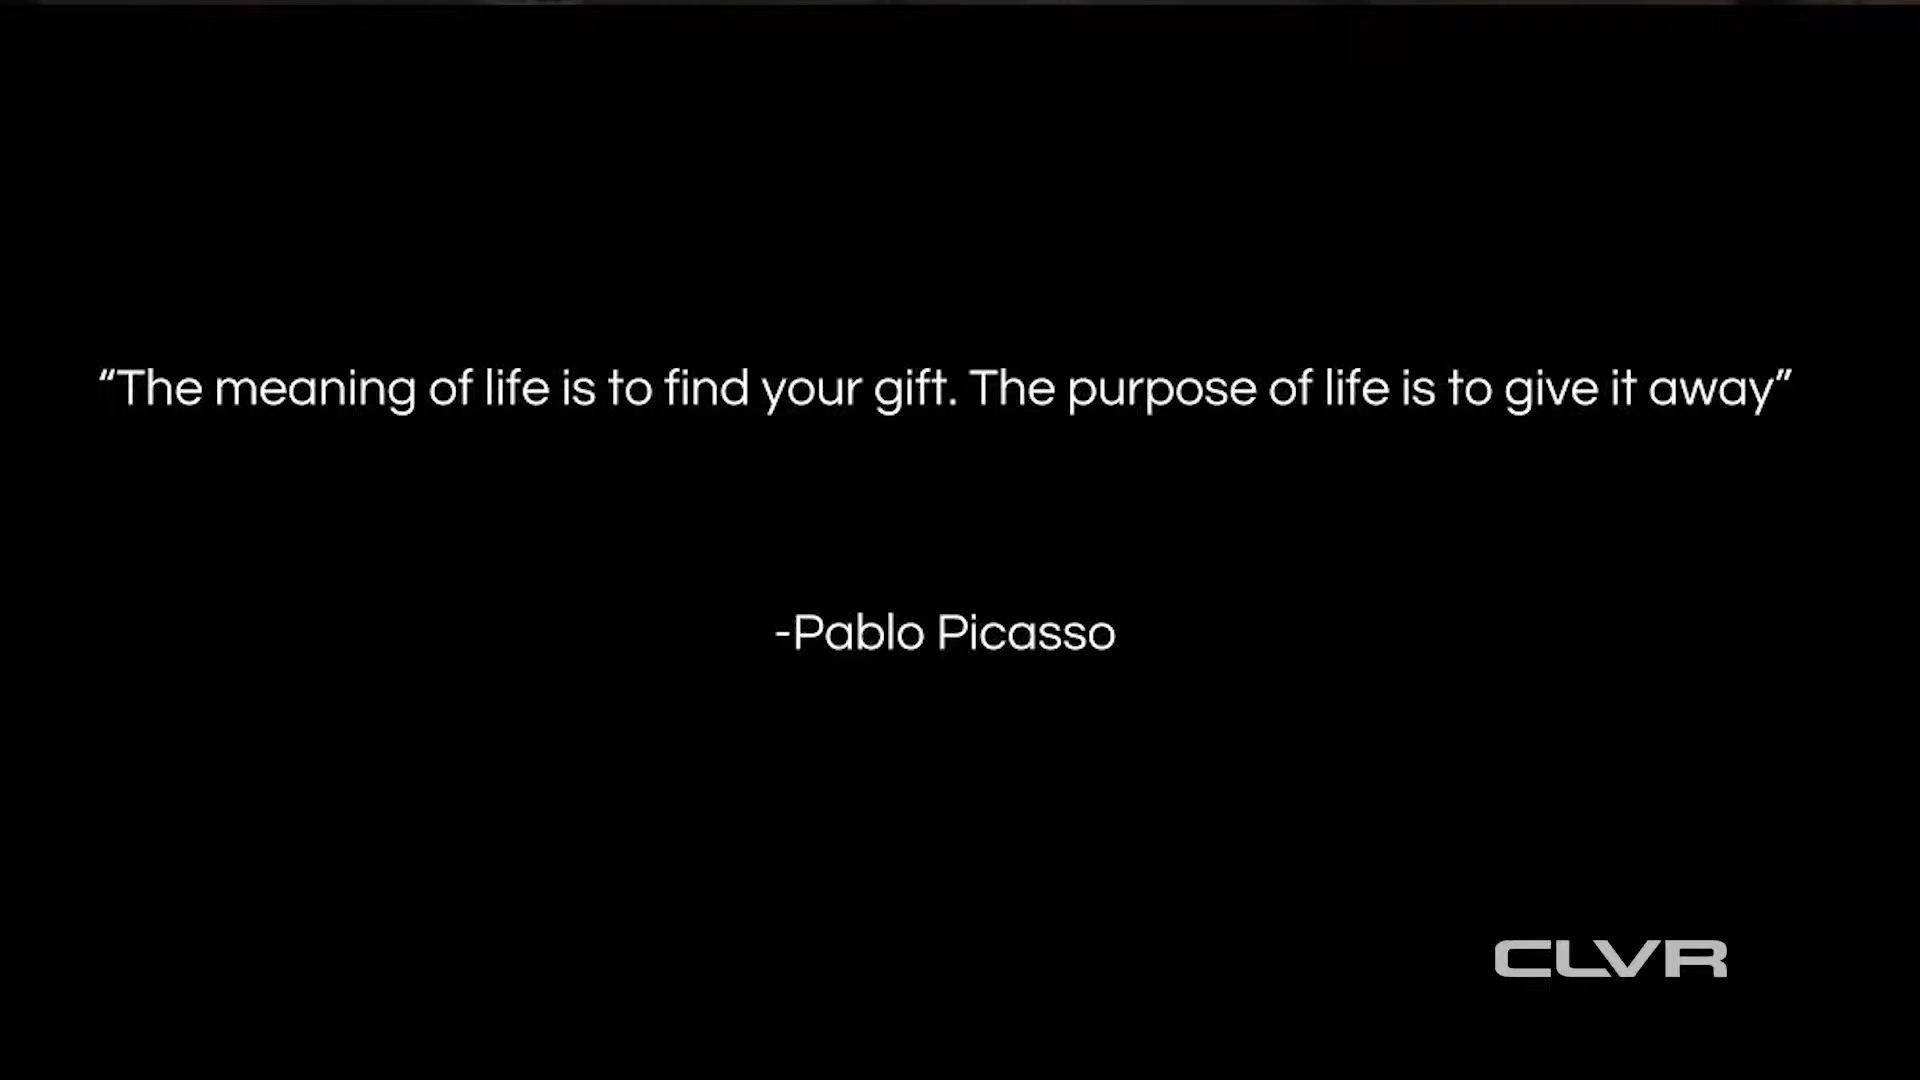 “The meaning of life is to find your gift. The purpose of life is to give it away”
-Pablo Picasso
CLVR